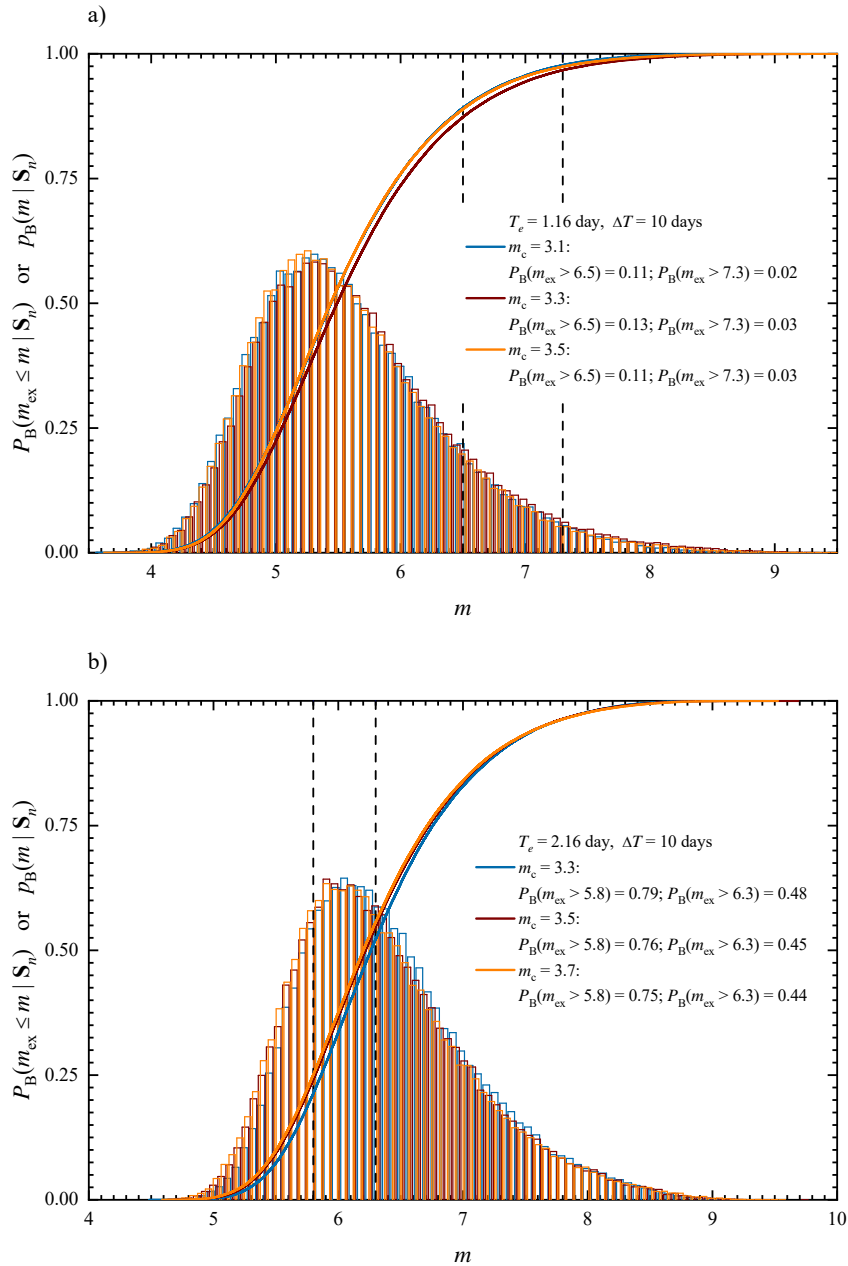 a)
1.00
0.75
0.50
0.25
0.00
P_B(m_ex ≤ m | S_n) or p_B(m | S_n)
T_e = 1.16 day, ΔT = 10 days
m_c = 3.1:
P_B(m_ex > 6.5) = 0.11; P_B(m_ex > 7.3) = 0.02
m_c = 3.3:
P_B(m_ex > 6.5) = 0.13; P_B(m_ex > 7.3) = 0.03
m_c = 3.5:
P_B(m_ex > 6.5) = 0.11; P_B(m_ex > 7.3) = 0.03
4 5 6 7 8 9
m
b)
1.00
0.75
0.50
0.25
0.00
P_B(m_ex ≤ m | S_n) or p_B(m | S_n)
T_e = 2.16 day, ΔT = 10 days
m_c = 3.3:
P_B(m_ex > 5.8) = 0.79; P_B(m_ex > 6.3) = 0.48
m_c = 3.5:
P_B(m_ex > 5.8) = 0.76; P_B(m_ex > 6.3) = 0.45
m_c = 3.7:
P_B(m_ex > 5.8) = 0.75; P_B(m_ex > 6.3) = 0.44
4 5 6 7 8 9 10
m